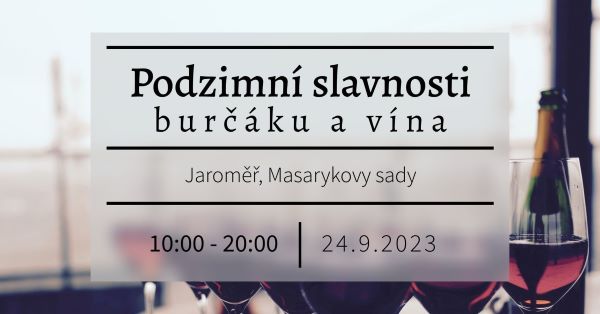 Podzimní slavnosti
burčáku a vína
Jaroměř, Masarykovy sady
10:00 - 20:00 | 24.9.2023